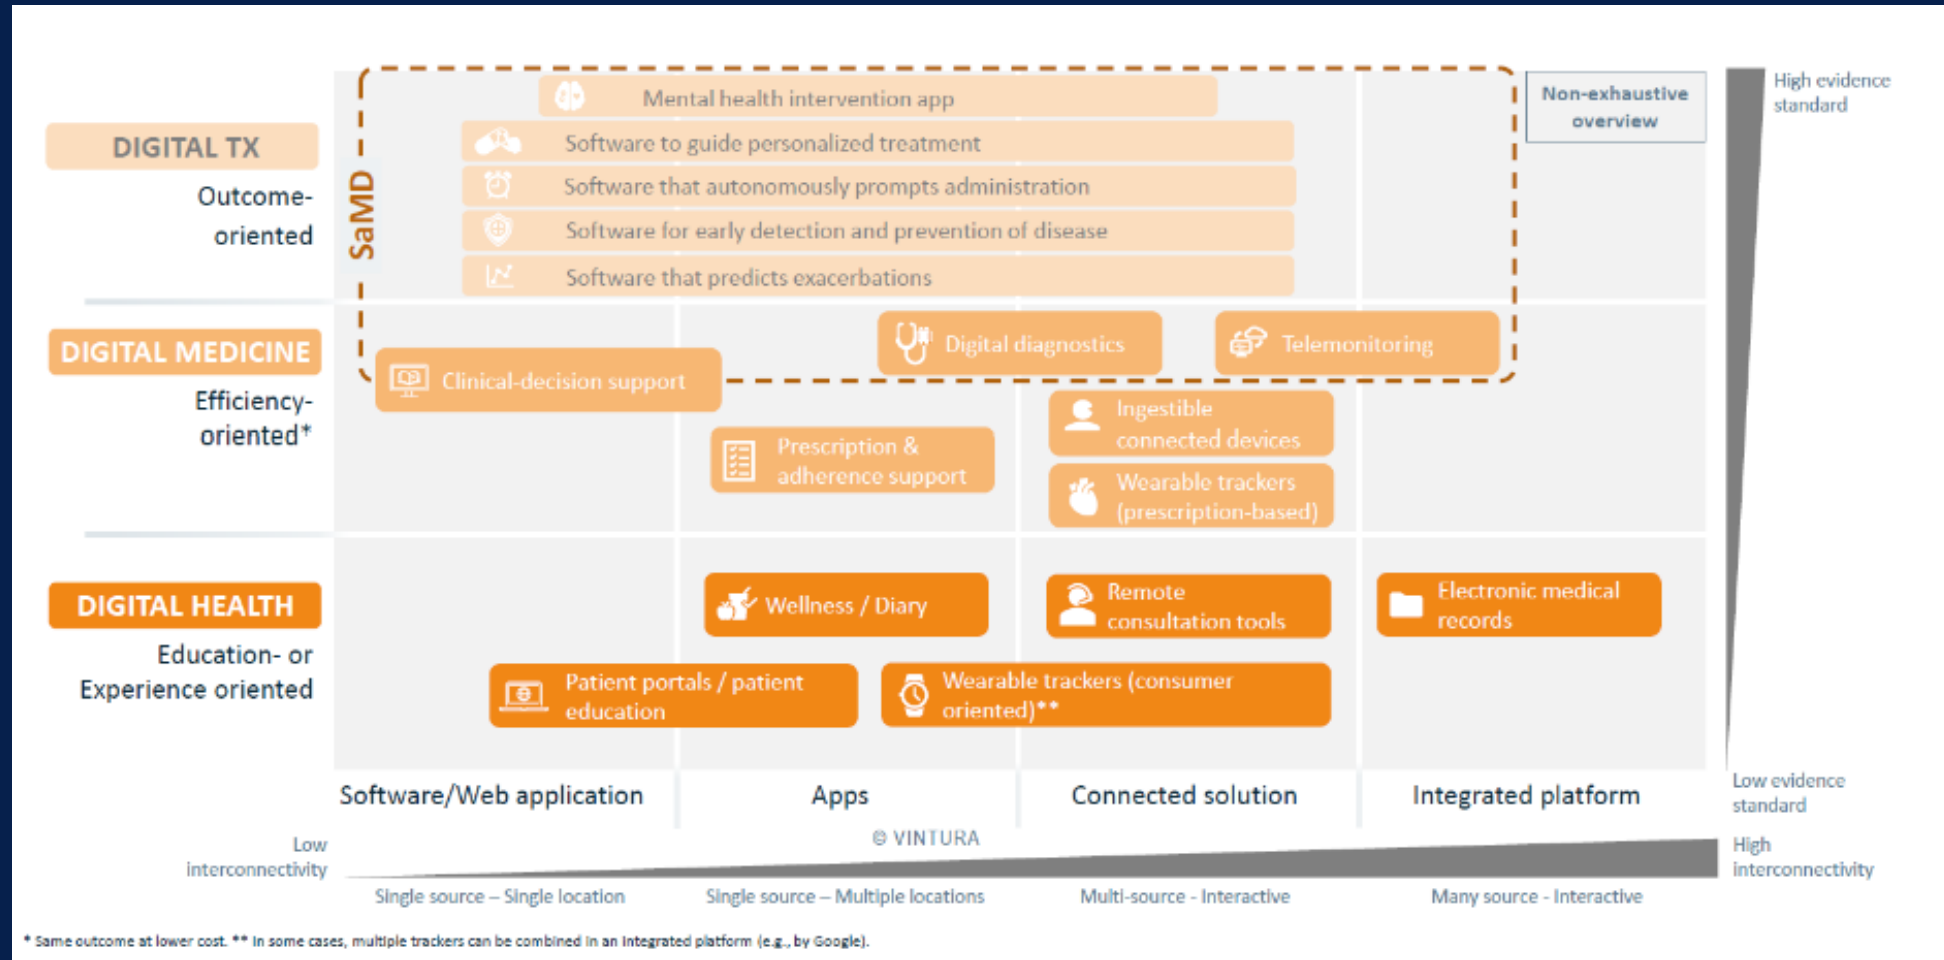 Non-exhaustive
overview
High evidence
standard
DIGITAL TX
Outcome-
oriented
SaMD
Mental health intervention app
Software to guide personalized treatment
Software that autonomously prompts administration
Software for early detection and prevention of disease
Software that predicts exacerbations
DIGITAL MEDICINE
Efficiency-
oriented*
Clinical-decision support
Digital diagnostics
Telemonitoring
Prescription &
adherence support
Ingestible
connected devices
Wearable trackers
(prescription-based)
DIGITAL HEALTH
Education- or
Experience oriented
Wellness / Diary
Remote
consultation tools
Electronic medical
records
Patient portals / patient
education
Wearable trackers (consumer
oriented)**
Software/Web application
Apps
Connected solution
Integrated platform
Low evidence
standard
© VINTURA
Low
interconnectivity
High
interconnectivity
Single source – Single location
Single source – Multiple locations
Multi-source - Interactive
Many source - Interactive
* Same outcome at lower cost. ** In some cases, multiple trackers can be combined in an integrated platform (e.g., by Google).